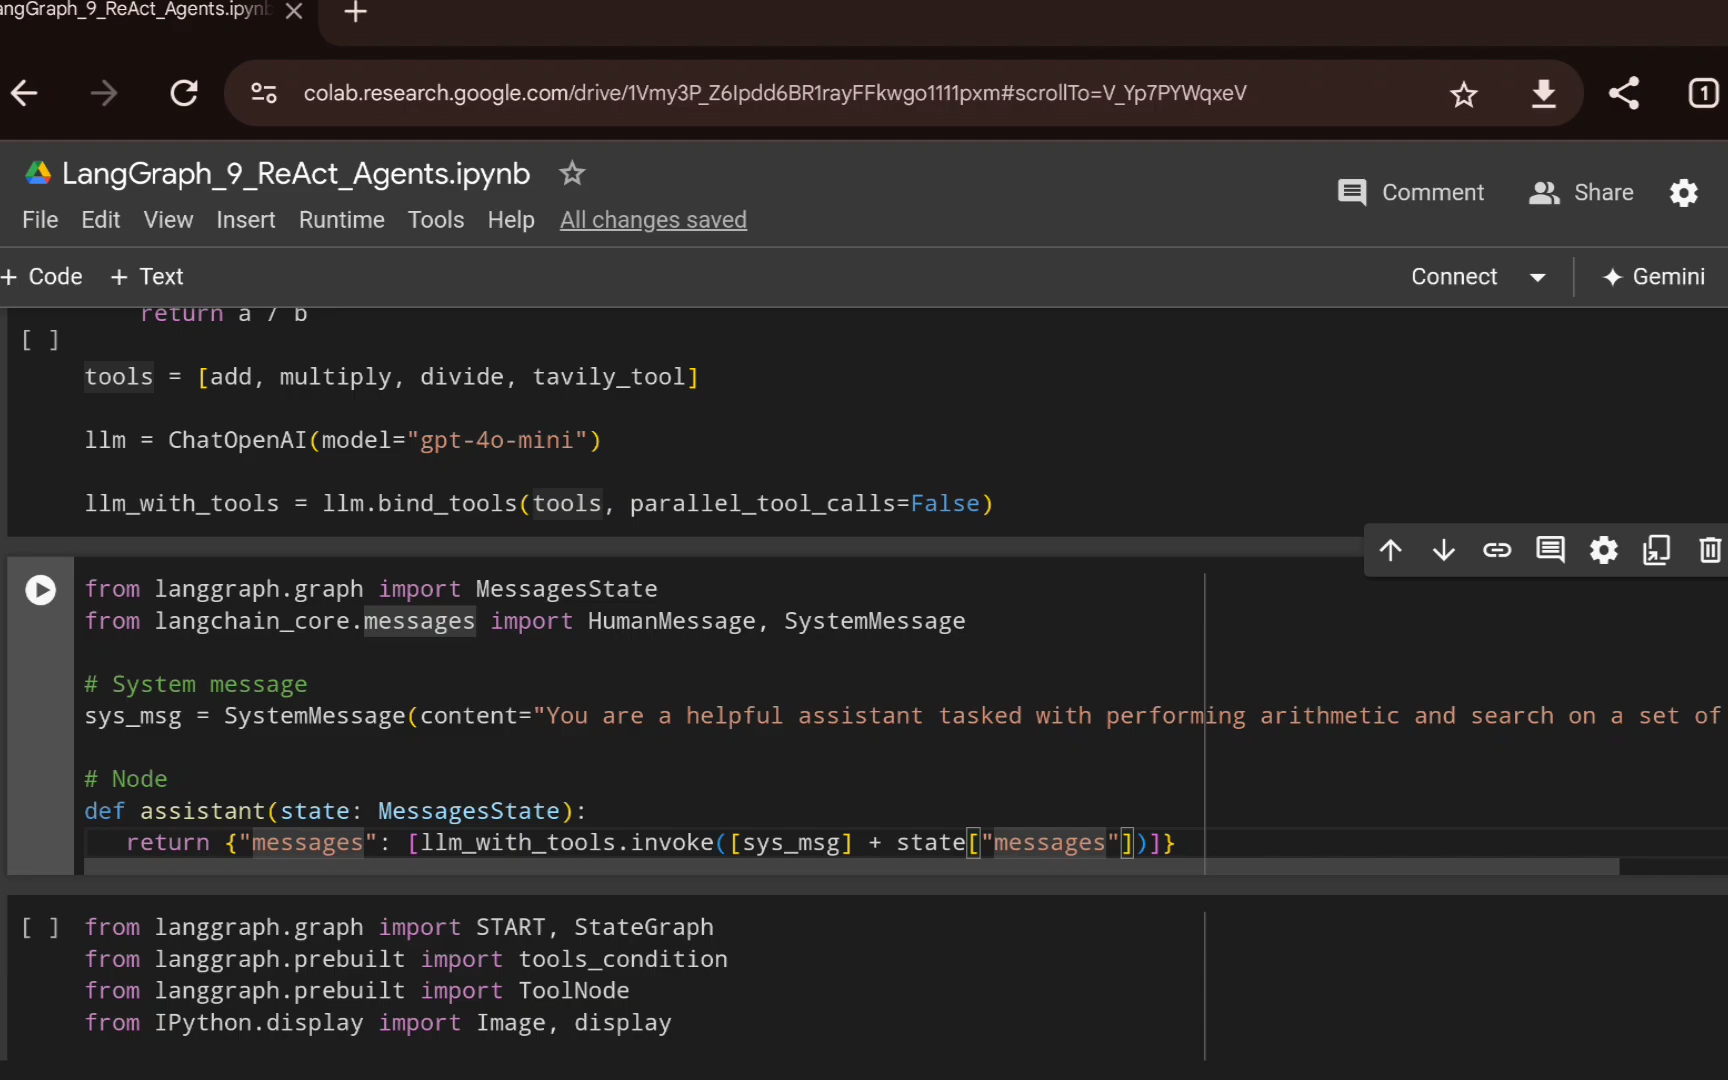 angGraph_9_ReAct_Agents.ipynb
colab.research.google.com/drive/1Vmy3P_Z6Ipdd6BR1rayFFkwgo1111pxm#scrollTo=V_Yp7PYWqxeV
1
LangGraph_9_ReAct_Agents.ipynb
Comment Share
File Edit View Insert Runtime Tools Help All changes saved
+ Code + Text
Connect Gemini
return a / b
[ ]
tools = [add, multiply, divide, tavily_tool]
llm = ChatOpenAI(model="gpt-4o-mini")
llm_with_tools = llm.bind_tools(tools, parallel_tool_calls=False)
from langgraph.graph import MessagesState
from langchain_core.messages import HumanMessage, SystemMessage
# System message
sys_msg = SystemMessage(content="You are a helpful assistant tasked with performing arithmetic and search on a set of
# Node
def assistant(state: MessagesState):
return {"messages": [llm_with_tools.invoke([sys_msg] + state["messages"])]}
[ ] from langgraph.graph import START, StateGraph
from langgraph.prebuilt import tools_condition
from langgraph.prebuilt import ToolNode
from IPython.display import Image, display